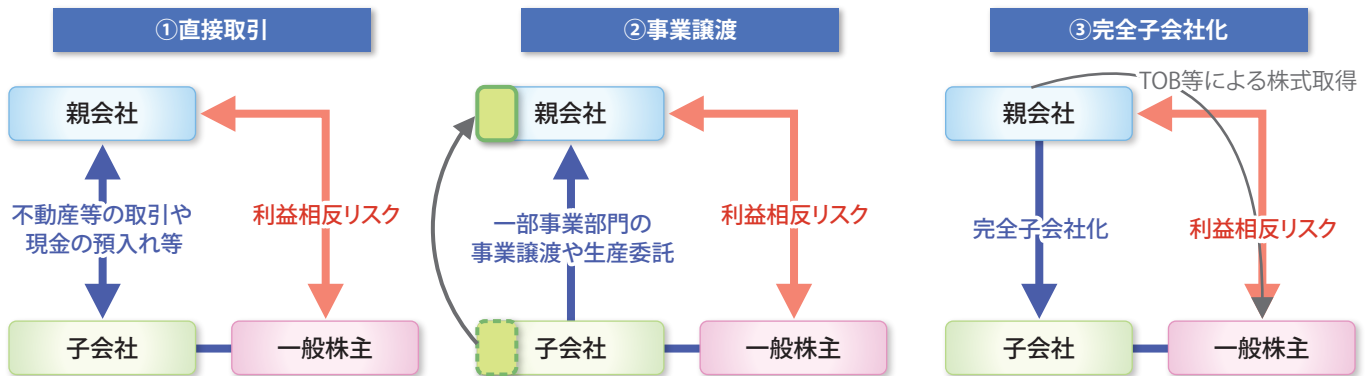 ①直接取引
親会社
不動産等の取引や
現金の預入れ等
利益相反リスク
子会社
一般株主
②事業譲渡
親会社
一部事業部門の
事業譲渡や生産委託
利益相反リスク
子会社
一般株主
③完全子会社化
TOB等による株式取得
親会社
完全子会社化
利益相反リスク
子会社
一般株主